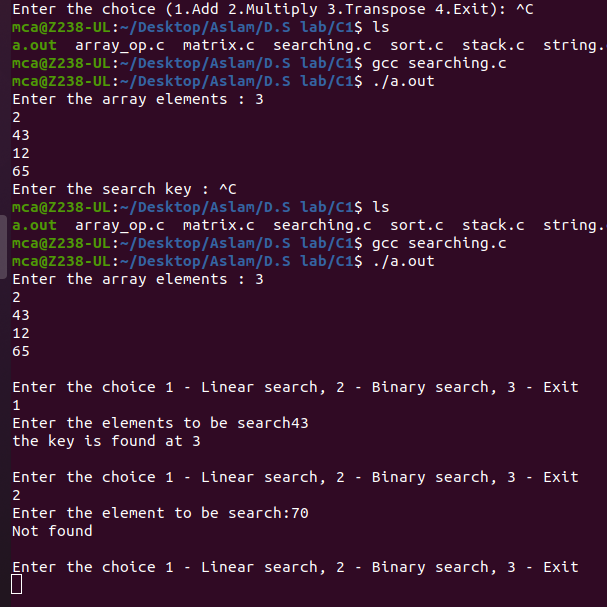 Enter the choice (1.Add 2.Multiply 3.Transpose 4.Exit): ^C
mca@Z238-UL:~/Desktop/Aslam/D.S lab/C1$ ls
a.out  array_op.c  matrix.c  searching.c  sort.c  stack.c  string.
mca@Z238-UL:~/Desktop/Aslam/D.S lab/C1$ gcc searching.c
mca@Z238-UL:~/Desktop/Aslam/D.S lab/C1$ ./a.out
Enter the array elements : 3
2
43
12
65
Enter the search key : ^C
mca@Z238-UL:~/Desktop/Aslam/D.S lab/C1$ ls
a.out  array_op.c  matrix.c  searching.c  sort.c  stack.c  string.
mca@Z238-UL:~/Desktop/Aslam/D.S lab/C1$ gcc searching.c
mca@Z238-UL:~/Desktop/Aslam/D.S lab/C1$ ./a.out
Enter the array elements : 3
2
43
12
65
Enter the choice 1 - Linear search, 2 - Binary search, 3 - Exit
1
Enter the elements to be search43
the key is found at 3
Enter the choice 1 - Linear search, 2 - Binary search, 3 - Exit
2
Enter the element to be search:70
Not found
Enter the choice 1 - Linear search, 2 - Binary search, 3 - Exit